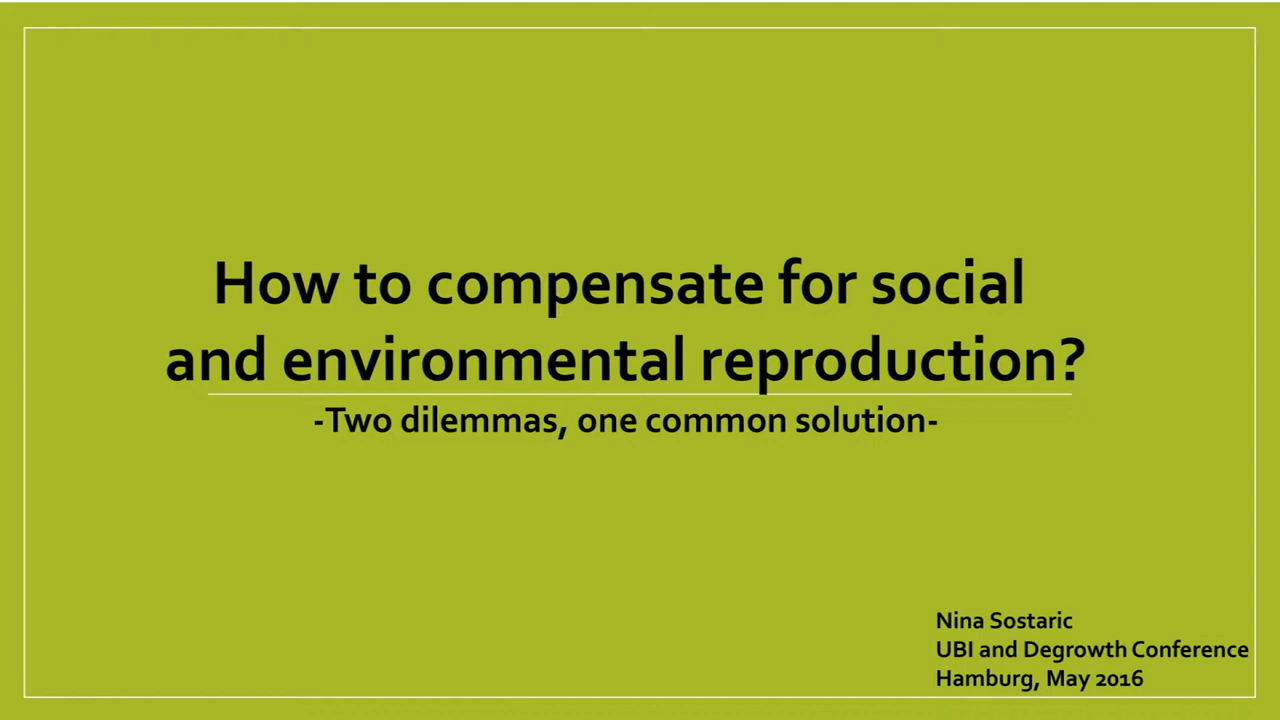 How to compensate for social
and environmental reproduction?
-Two dilemmas, one common solution-
Nina Sostaric
UBI and Degrowth Conference
Hamburg, May 2016